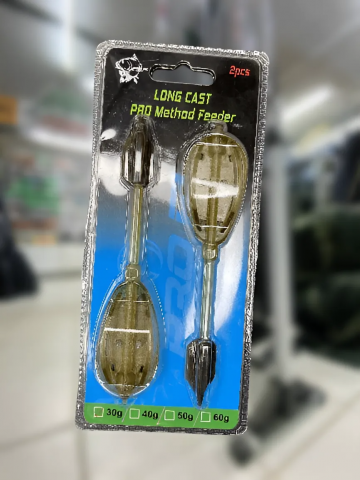 2pcs
LONG CAST
PRO Method Feeder
30g 40g 50g 60g